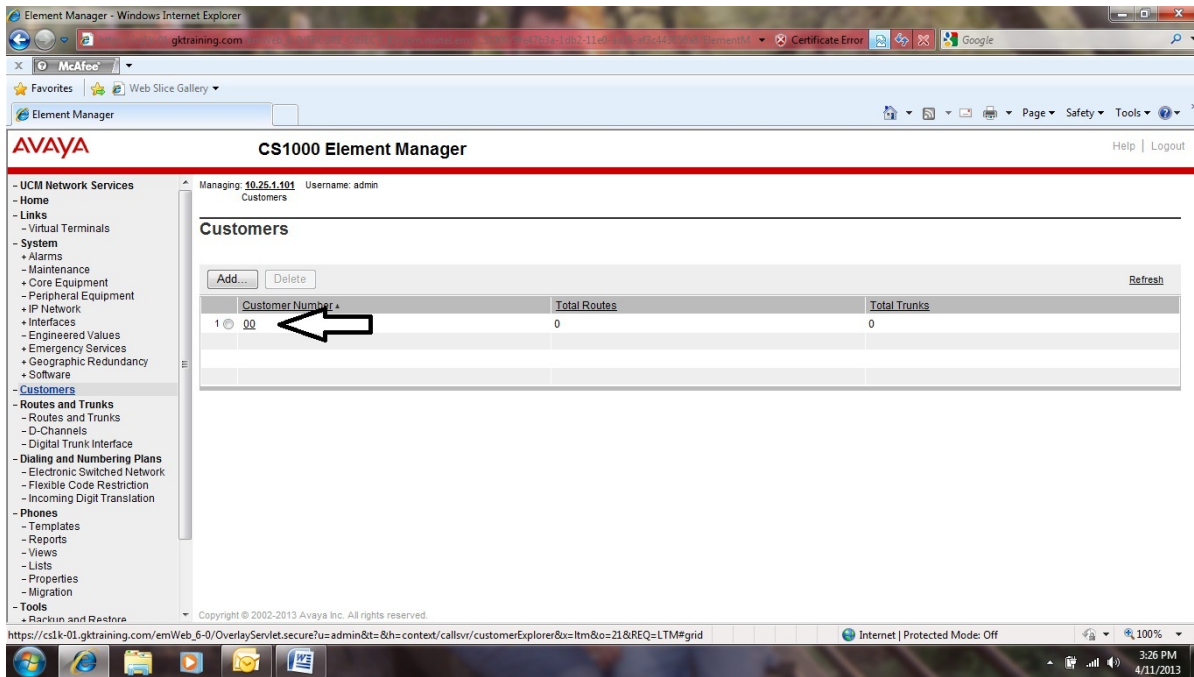 Element Manager - Windows Internet Explorer
gktraining.com
Certificate Error
Google
X McAfee
Favorites Web Slice Gallery
Element Manager
Page Safety Tools
AVAYA
CS1000 Element Manager
Help | Logout
- UCM Network Services
- Home
- Links
- Virtual Terminals
- System
+ Alarms
- Maintenance
+ Core Equipment
- Peripheral Equipment
+ IP Network
+ Interfaces
- Engineered Values
+ Emergency Services
+ Geographic Redundancy
+ Software
- Customers
- Routes and Trunks
- Routes and Trunks
- D-Channels
- Digital Trunk Interface
- Dialing and Numbering Plans
- Electronic Switched Network
- Flexible Code Restriction
- Incoming Digit Translation
- Phones
- Templates
- Reports
- Views
- Lists
- Properties
- Migration
- Tools
+ Backup and Restore
Managing: 10.25.1.101 Username: admin
Customers
Customers
Add... Delete
Refresh
Customer Number Total Routes Total Trunks
1 00 0 0
Copyright © 2002-2013 Avaya Inc. All rights reserved.
https://cs1k-01.gktraining.com/emWeb_6-0/OverlayServlet.secure?u=admin&t=&h=context/callsvr/customerExplorer&x=ltm&o=21&REQ=LTM#grid
Internet | Protected Mode: Off
100%
3:26 PM
4/11/2013